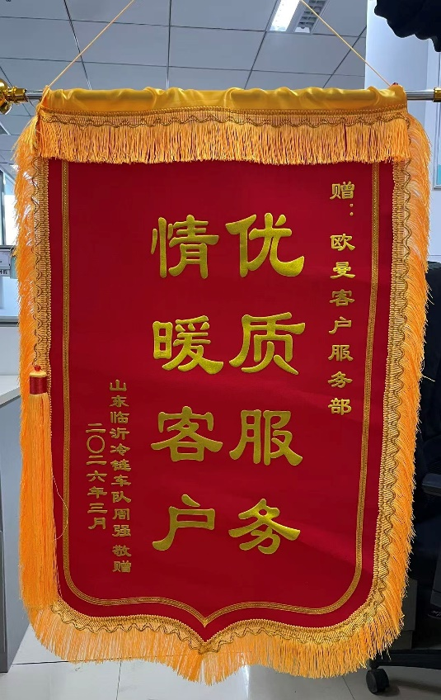 赠：欧曼客户服务部
优质服务
情暖客户
山东临沂冷链车队周强 敬赠
二〇二六年三月